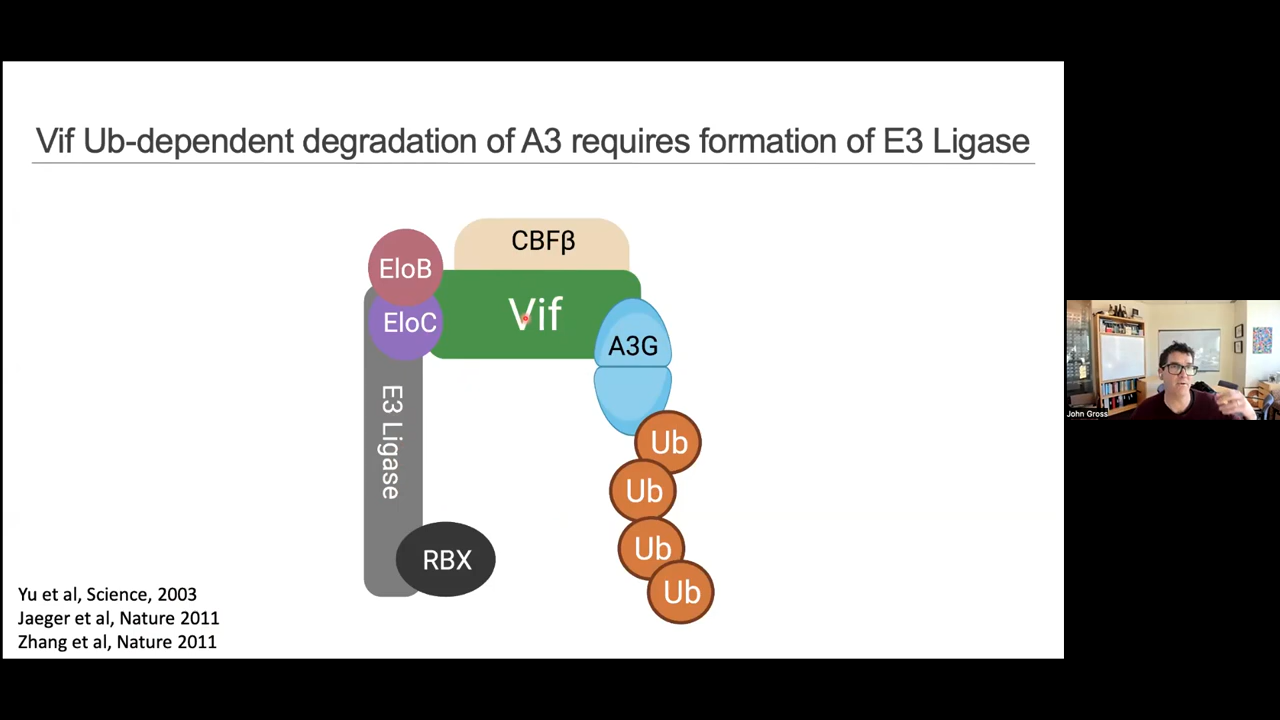 Vif Ub-dependent degradation of A3 requires formation of E3 Ligase
CBFβ
EloB
Vif
EloC
A3G
E3 Ligase
Ub
Ub
Ub
RBX
Ub
Yu et al, Science, 2003
Jaeger et al, Nature 2011
Zhang et al, Nature 2011
John Gross